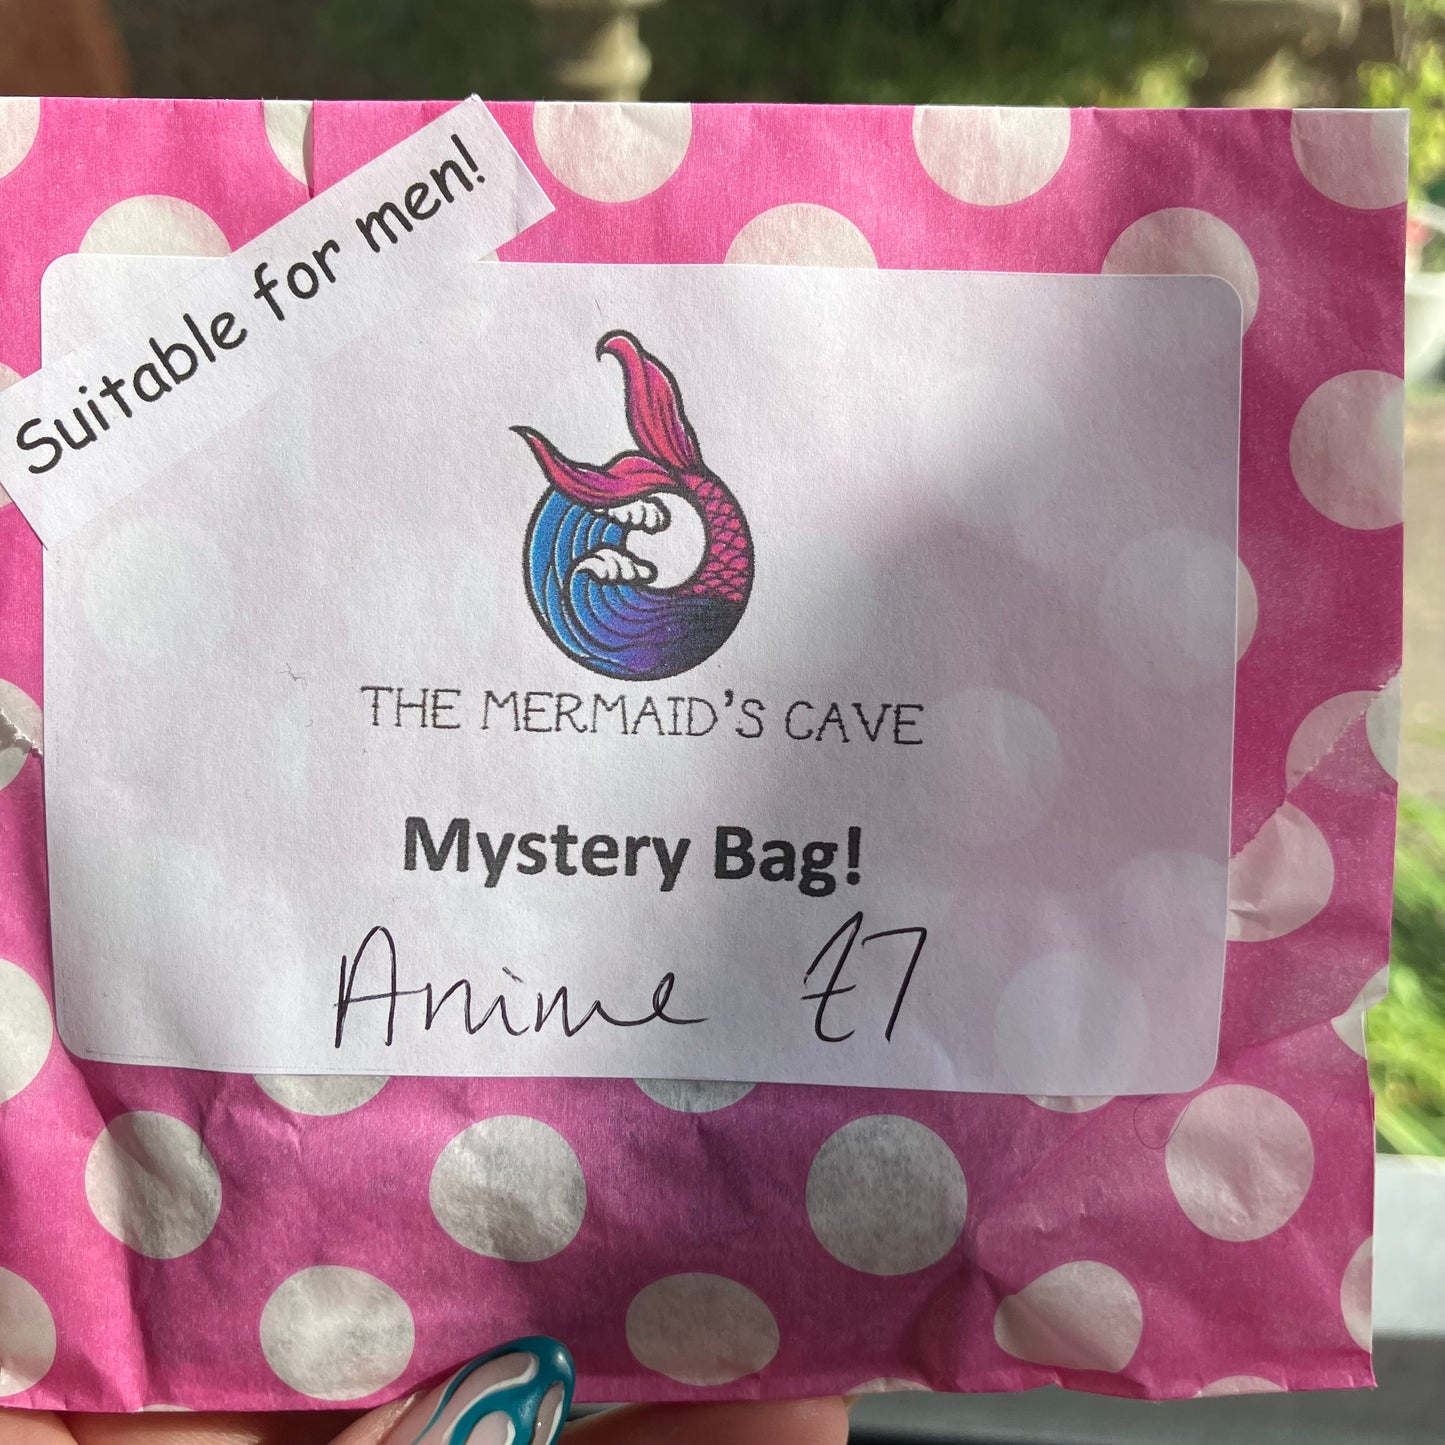 Suitable for men!
THE MERMAID'S CAVE
Mystery Bag!
Anime £7